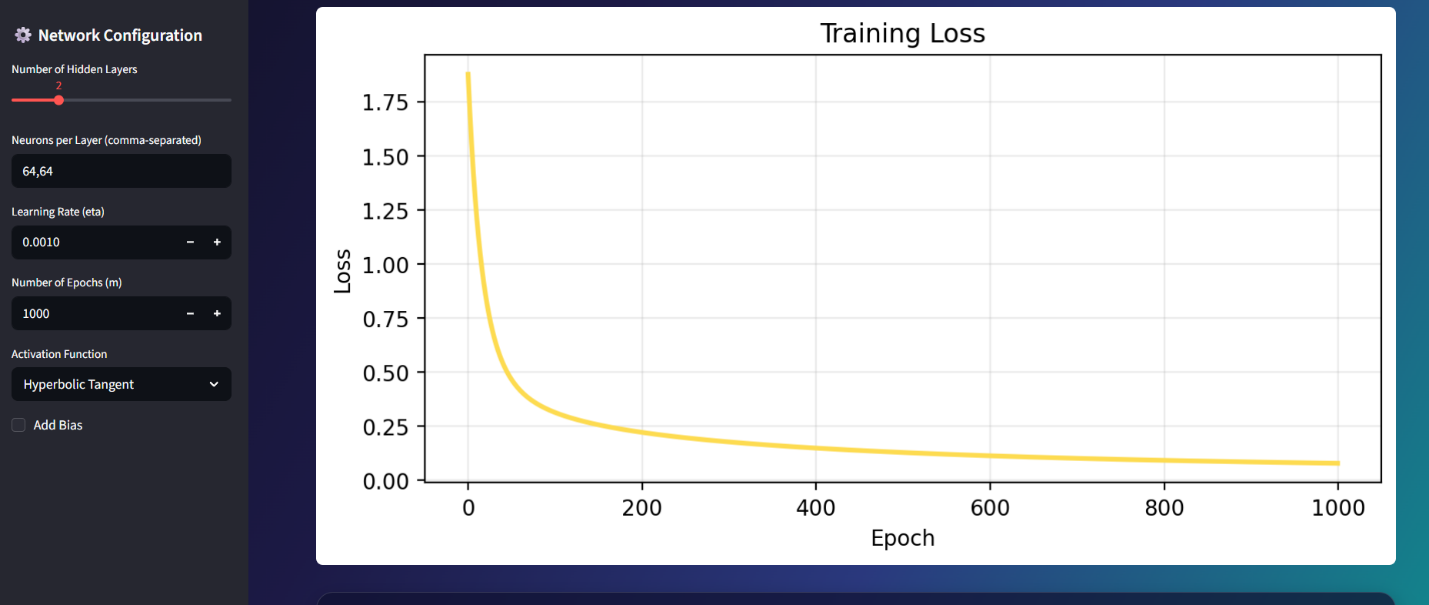 Network Configuration
Number of Hidden Layers
2
Neurons per Layer (comma-separated)
64,64
Learning Rate (eta)
0.0010
− +
Number of Epochs (m)
1000
− +
Activation Function
Hyperbolic Tangent
Add Bias
Training Loss
1.75
1.50
1.25
1.00
0.75
0.50
0.25
0.00
Loss
0 200 400 600 800 1000
Epoch